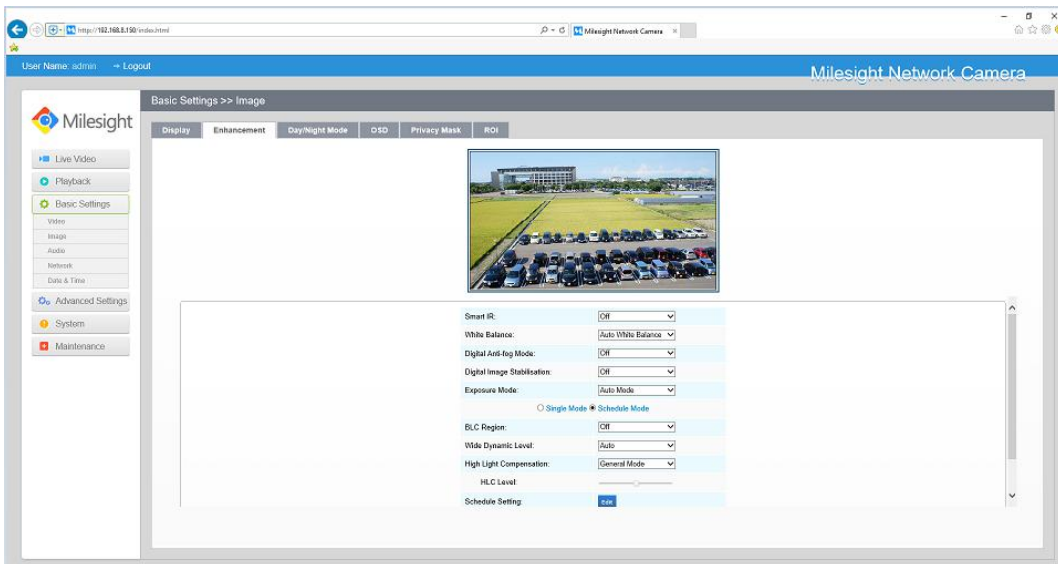 http://192.168.8.150/index.html
Milesight Network Camera
User Name: admin
Logout
Milesight Network Camera
Milesight
Basic Settings >> Image
Display Enhancement Day/Night Mode OSD Privacy Mask ROI
Live Video
Playback
Basic Settings
Video
Image
Audio
Network
Date & Time
Advanced Settings
System
Maintenance
Smart IR: Off
White Balance: Auto White Balance
Digital Anti-fog Mode: Off
Digital Image Stabilisation: Off
Exposure Mode: Auto Mode
Single Mode Schedule Mode
BLC Region: Off
Wide Dynamic Level: Auto
High Light Compensation: General Mode
HLC Level:
Schedule Setting: Edit